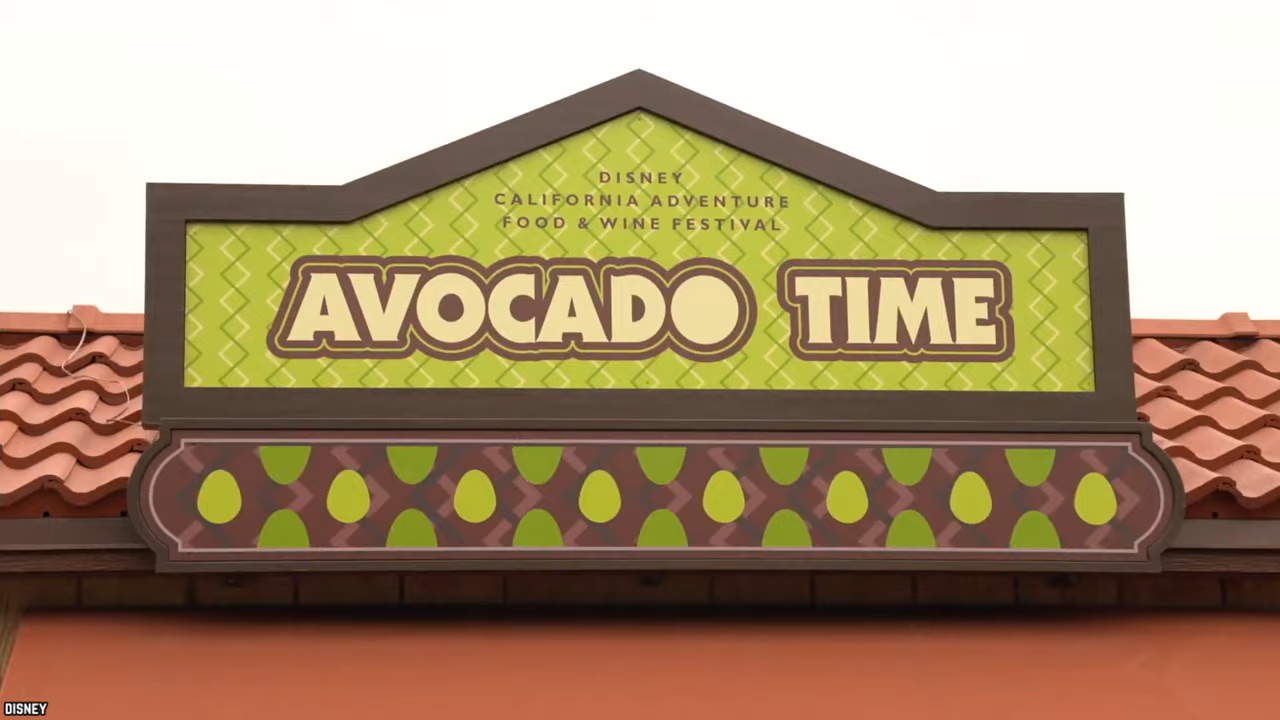 DISNEY
CALIFORNIA ADVENTURE
FOOD & WINE FESTIVAL
AVOCADO TIME
DISNEY